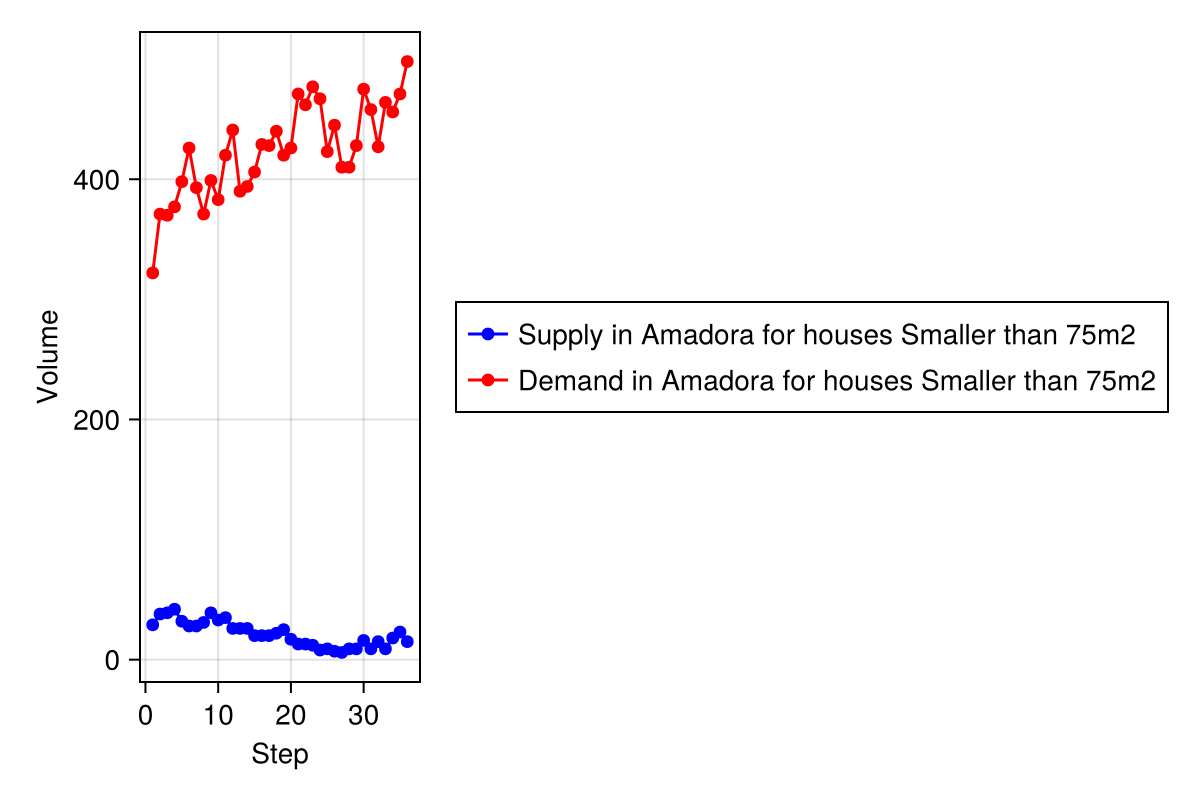 Volume
400
200
0
0 10 20 30
Step
Supply in Amadora for houses Smaller than 75m2
Demand in Amadora for houses Smaller than 75m2